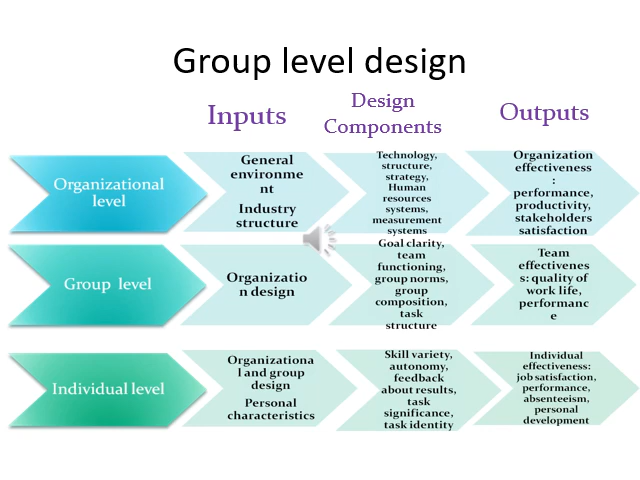 Group level design
Inputs
Design
Components
Outputs
Organizational
level
General
environme
nt
Industry
structure
Technology,
structure,
strategy,
Human
resources
systems,
measurement
systems
Organization
effectiveness
:
performance,
productivity,
stakeholders
satisfaction
Group level
Organizatio
n design
Goal clarity,
team
functioning,
group norms,
group
composition,
task
structure
Team
effectivenes
s: quality of
work life,
performanc
e
Individual level
Organizationa
l and group
design
Personal
characteristics
Skill variety,
autonomy,
feedback
about results,
task
significance,
task identity
Individual
effectiveness:
job satisfaction,
performance,
absenteeism,
personal
development